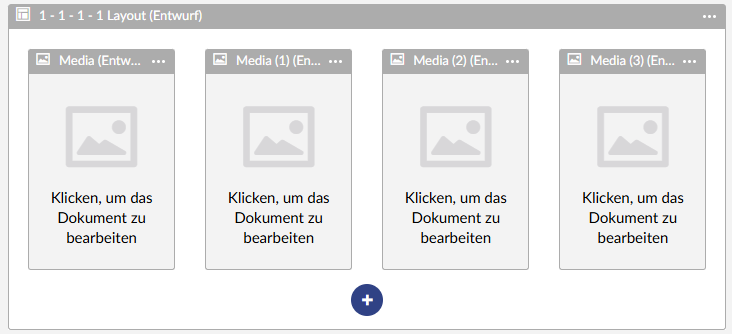 1 - 1 - 1 - 1 Layout (Entwurf)
Media (Entw...
Media (1) (En...
Media (2) (En...
Media (3) (En...
Klicken, um das
Dokument zu
bearbeiten
Klicken, um das
Dokument zu
bearbeiten
Klicken, um das
Dokument zu
bearbeiten
Klicken, um das
Dokument zu
bearbeiten